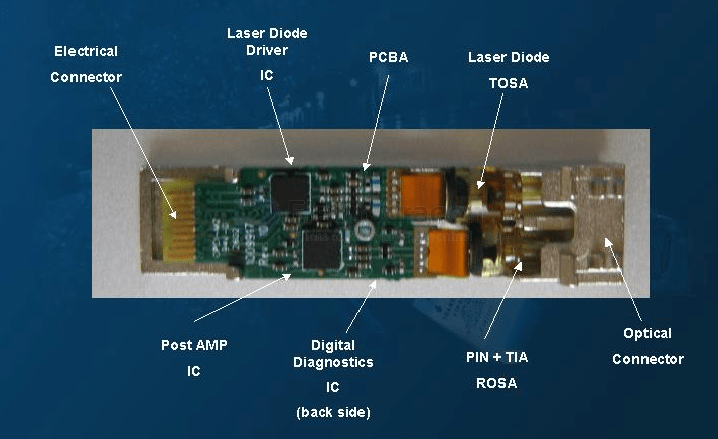 Laser Diode
Driver
IC
Electrical
Connector
PCBA
Laser Diode
TOSA
Post AMP
IC
Digital
Diagnostics
IC
(back side)
PIN + TIA
ROSA
Optical
Connector